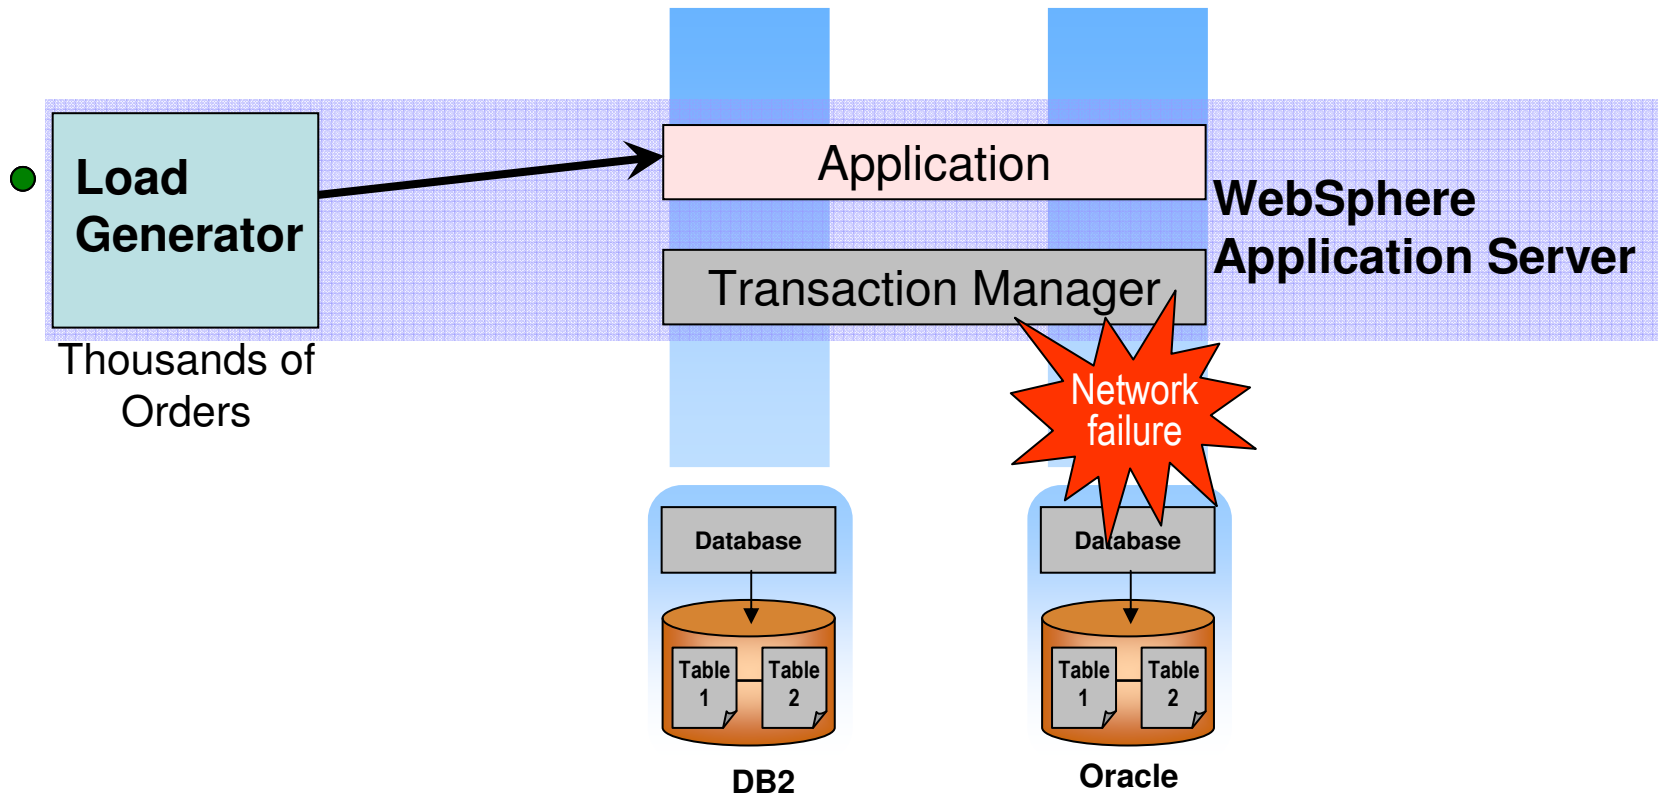 Load
Generator
Thousands of
Orders
Application
Transaction Manager
WebSphere
Application Server
Network
failure
Database
Table
1
Table
2
DB2
Database
Table
1
Table
2
Oracle